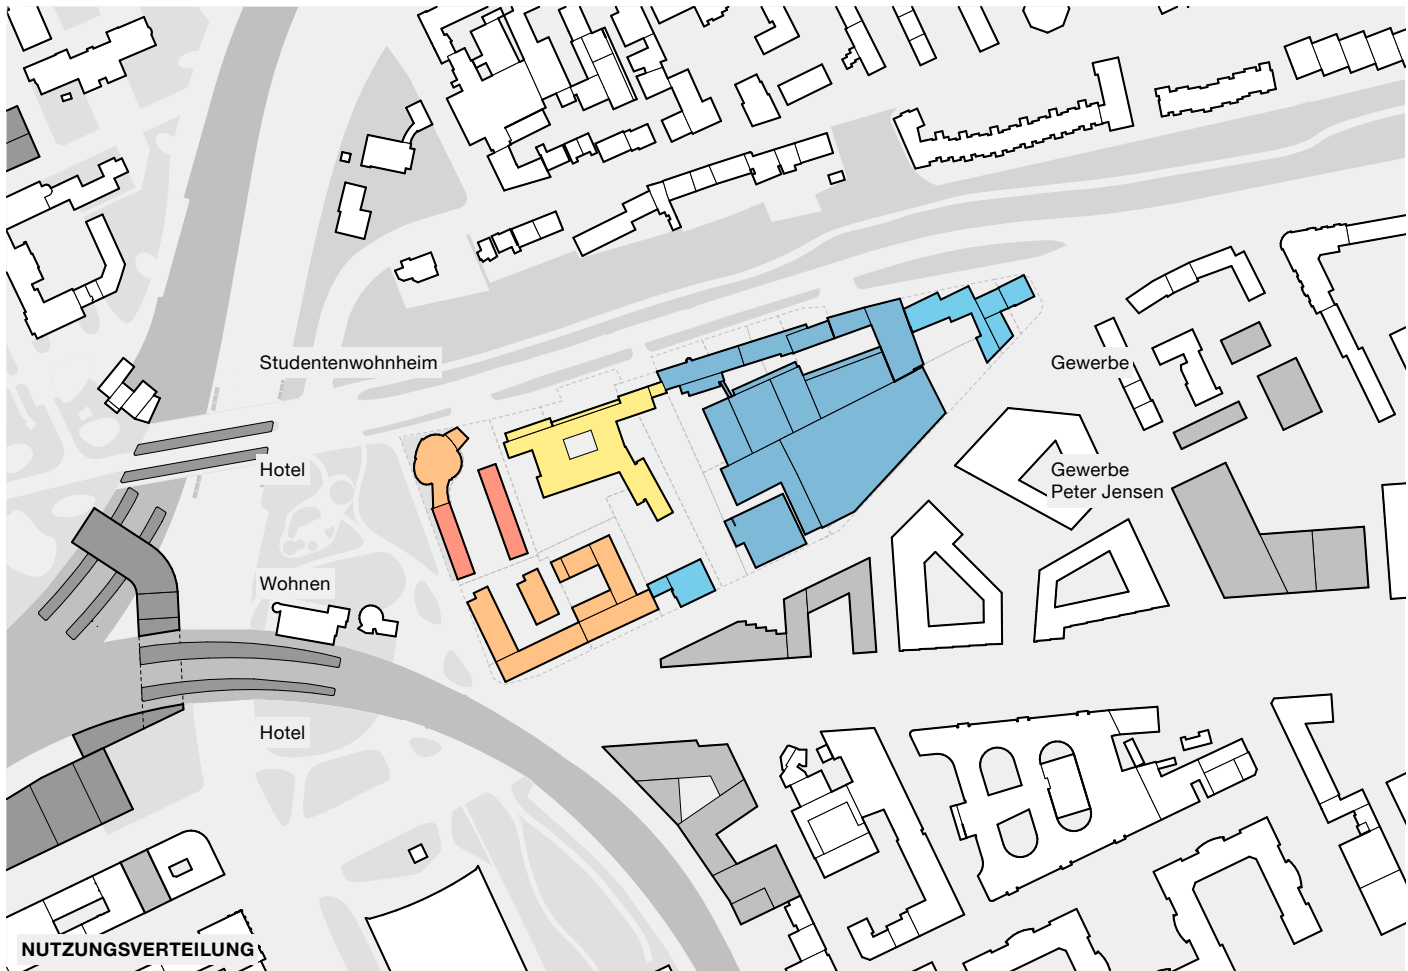 Studentenwohnheim
Gewerbe
Hotel
Gewerbe
Peter Jensen
Wohnen
Hotel
NUTZUNGSVERTEILUNG